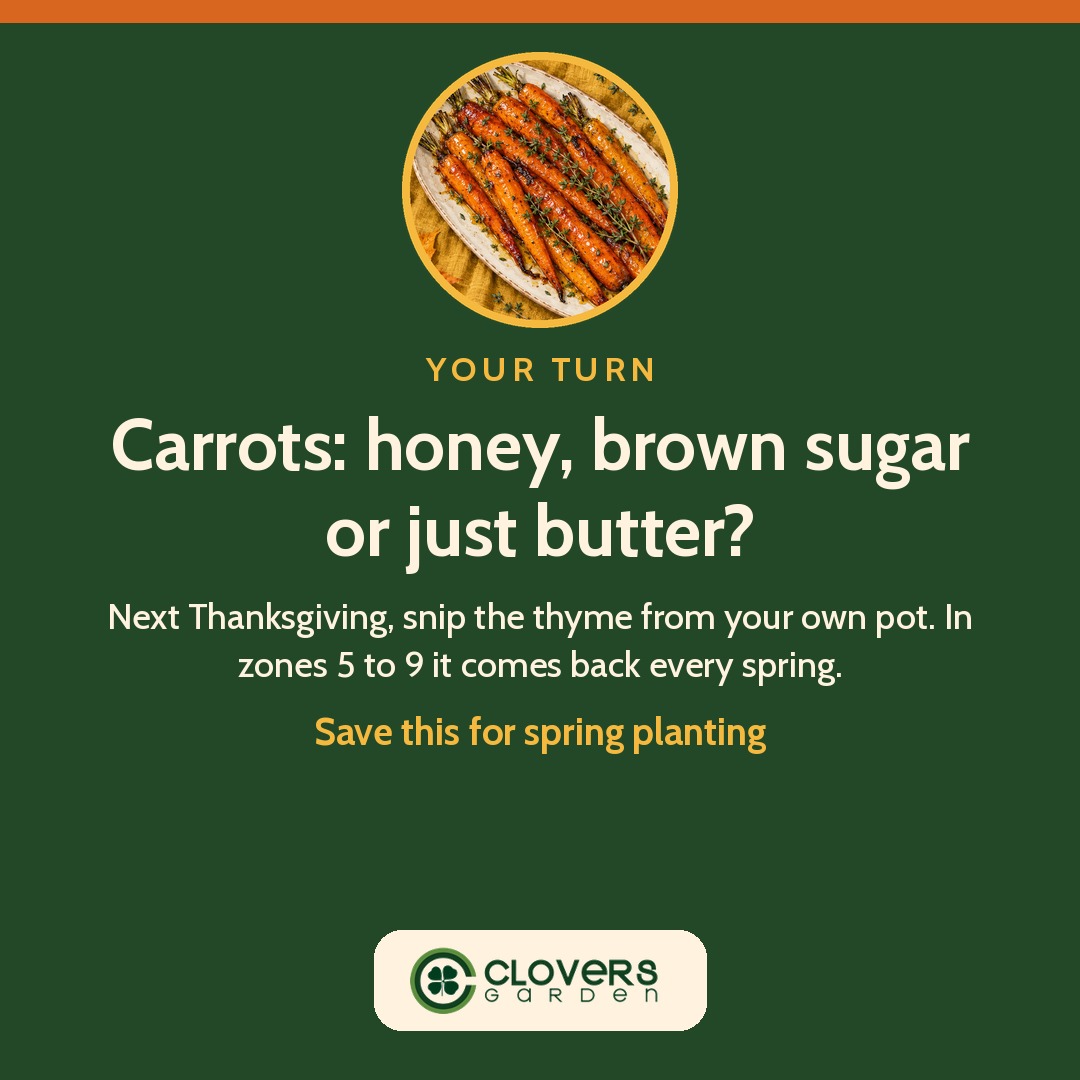 YOUR TURN
Carrots: honey, brown sugar
or just butter?
Next Thanksgiving, snip the thyme from your own pot. In
zones 5 to 9 it comes back every spring.
Save this for spring planting
CLOVERS
GARDEN